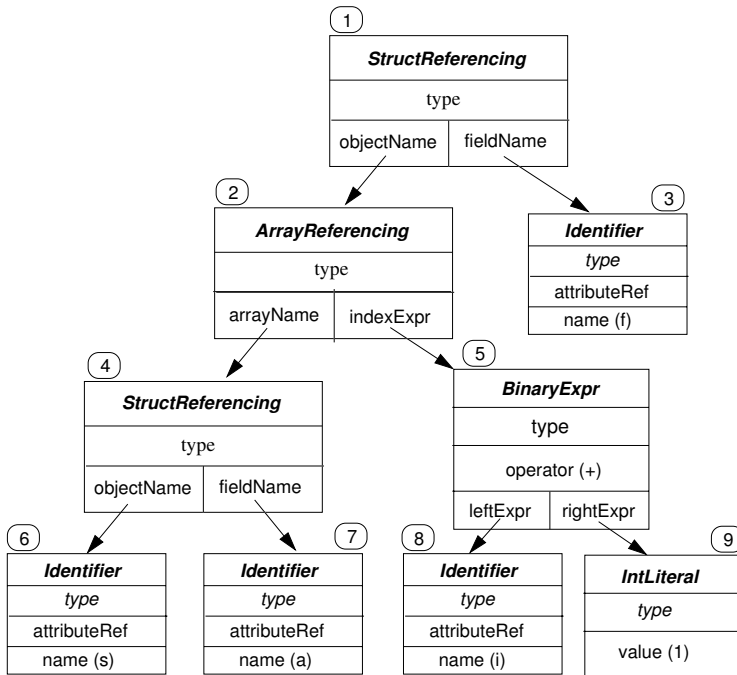 1
StructReferencing
type
objectName fieldName
2
ArrayReferencing
type
arrayName indexExpr
3
Identifier
type
attributeRef
name (f)
4
StructReferencing
type
objectName fieldName
5
BinaryExpr
type
operator (+)
leftExpr rightExpr
6
Identifier
type
attributeRef
name (s)
7
Identifier
type
attributeRef
name (a)
8
Identifier
type
attributeRef
name (i)
9
IntLiteral
type
value (1)